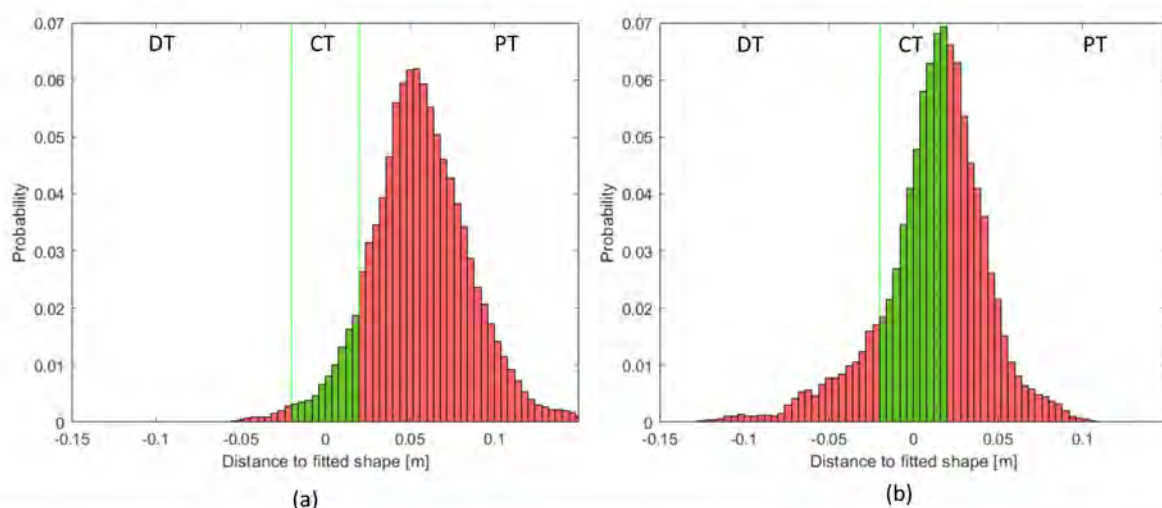 DT CT PT
0.07
0.06
0.05
0.04
0.03
0.02
0.01
0
Probability
-0.15 -0.1 -0.05 0 0.05 0.1
Distance to fitted shape [m]
(a)
DT CT PT
0.07
0.06
0.05
0.04
0.03
0.02
0.01
0
Probability
-0.15 -0.1 -0.05 0 0.05 0.1
Distance to fitted shape [m]
(b)